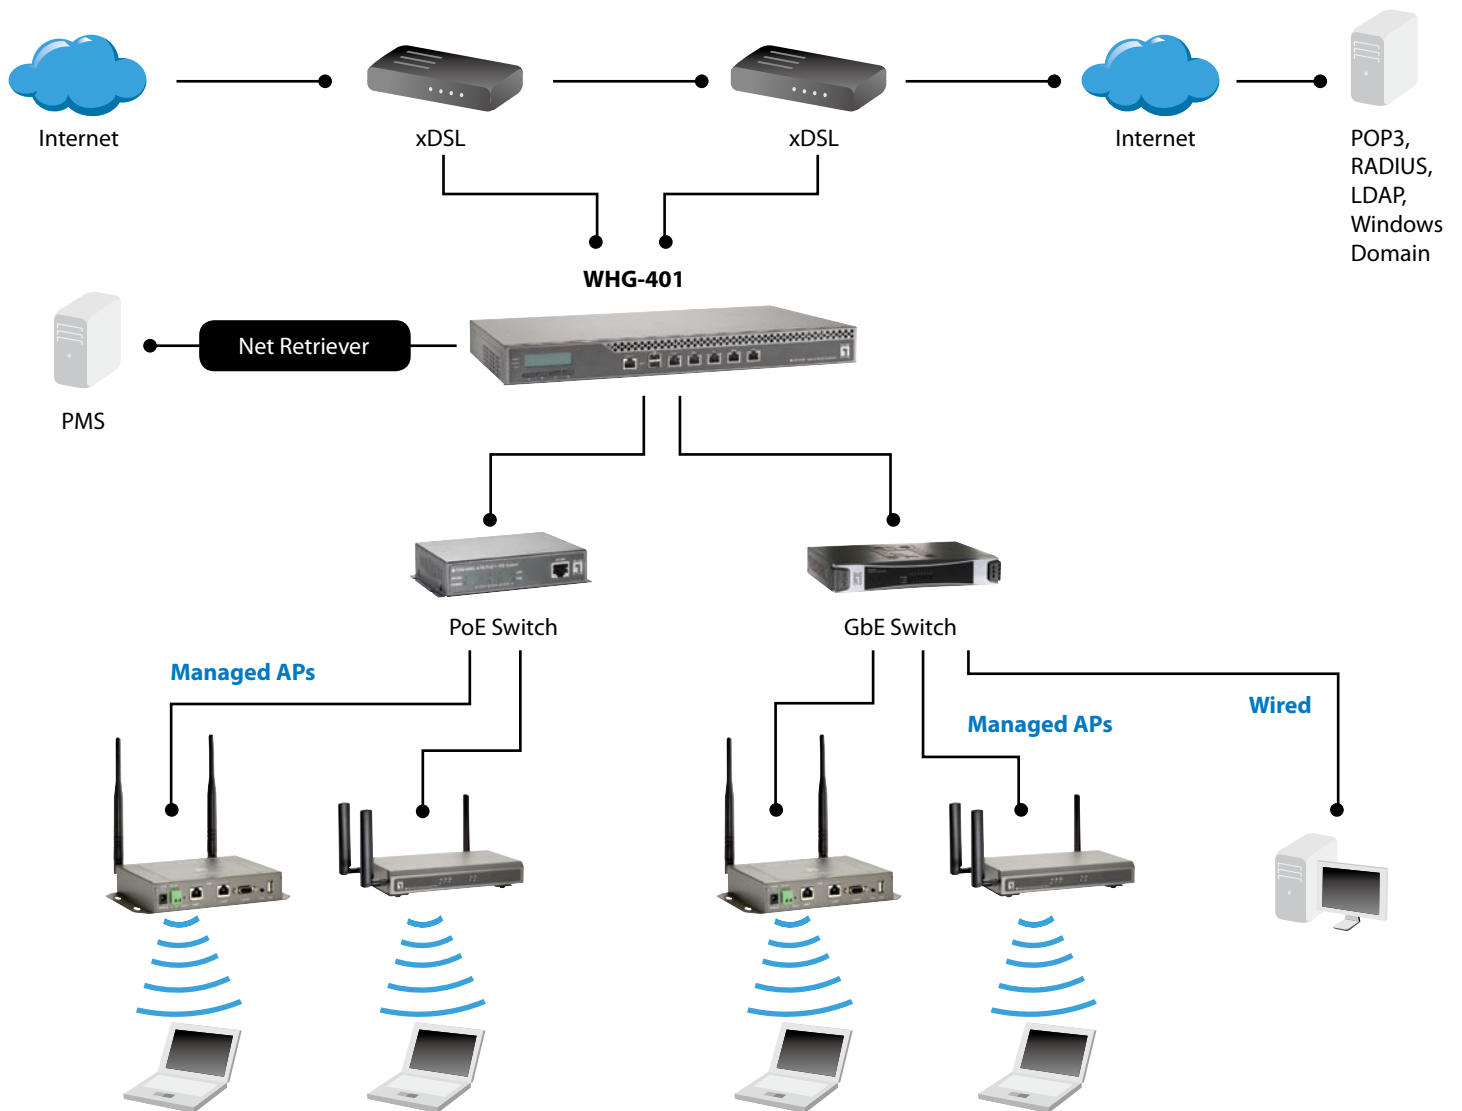 Internet
xDSL
xDSL
Internet
POP3,
RADIUS,
LDAP,
Windows
Domain
WHG-401
Net Retriever
PMS
PoE Switch
GbE Switch
Managed APs
Managed APs
Wired